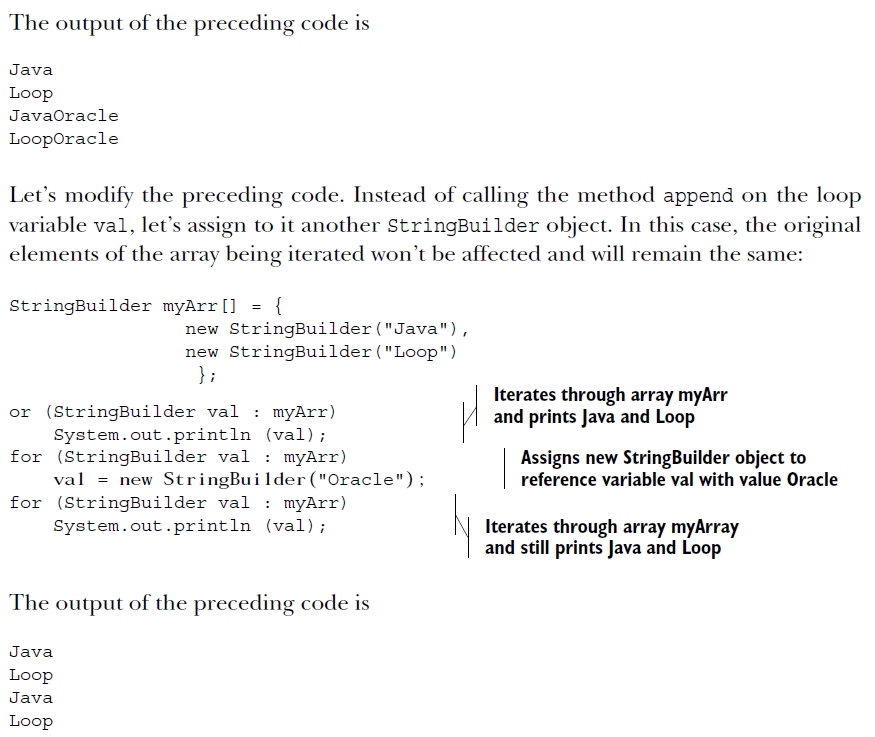 The output of the preceding code is
Java
Loop
JavaOracle
LoopOracle
Let's modify the preceding code. Instead of calling the method append on the loop
variable val, let's assign to it another StringBuilder object. In this case, the original
elements of the array being iterated won't be affected and will remain the same:
StringBuilder myArr[] = {
new StringBuilder("Java"),
new StringBuilder("Loop")
};
or (StringBuilder val : myArr)
System.out.println (val);
for (StringBuilder val : myArr)
val = new StringBuilder("Oracle");
for (StringBuilder val : myArr)
System.out.println (val);
Iterates through array myArr
and prints Java and Loop
Assigns new StringBuilder object to
reference variable val with value Oracle
Iterates through array myArray
and still prints Java and Loop
The output of the preceding code is
Java
Loop
Java
Loop